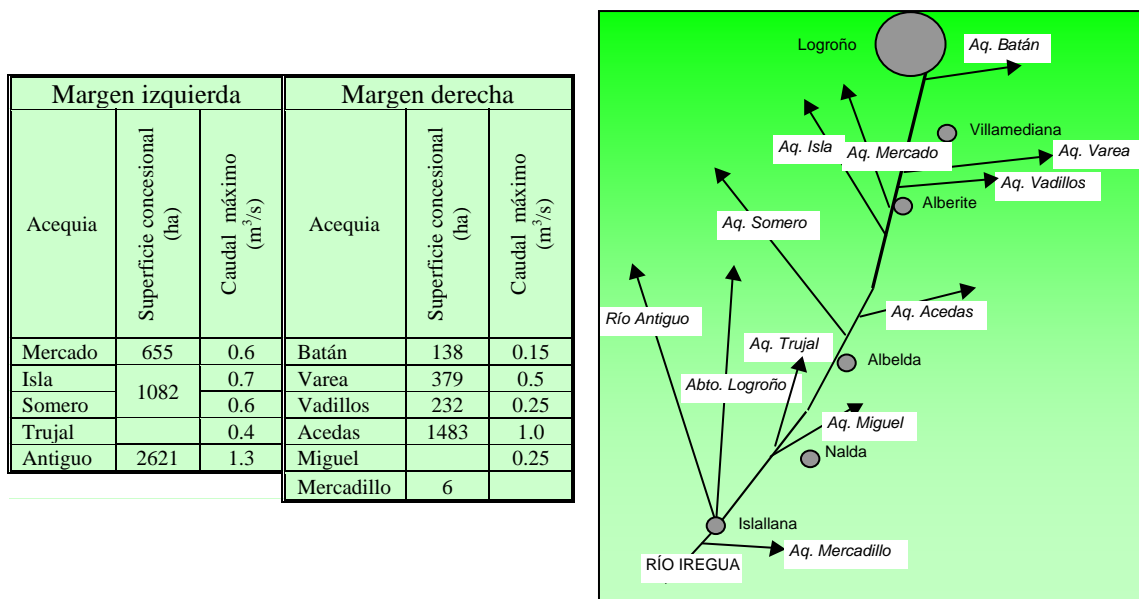 Margen izquierda
Margen derecha
Acequia
Superficie concesional
(ha)
Caudal máximo
(m³/s)
Acequia
Superficie concesional
(ha)
Caudal máximo
(m³/s)
Mercado 655 0.6 Batán 138 0.15
Isla 1082 0.7 Varea 379 0.5
Somero 0.6 Vadillos 232 0.25
Trujal 0.4 Acedas 1483 1.0
Antiguo 2621 1.3 Miguel 0.25
Mercadillo 6
Logroño
Aq. Batán
Villamediana
Aq. Isla
Aq. Mercado
Aq. Varea
Aq. Vadillos
Alberite
Aq. Somero
Río Antiguo
Aq. Acedas
Aq. Trujal
Albelda
Abto. Logroño
Aq. Miguel
Nalda
Islallana
Aq. Mercadillo
RÍO IREGUA